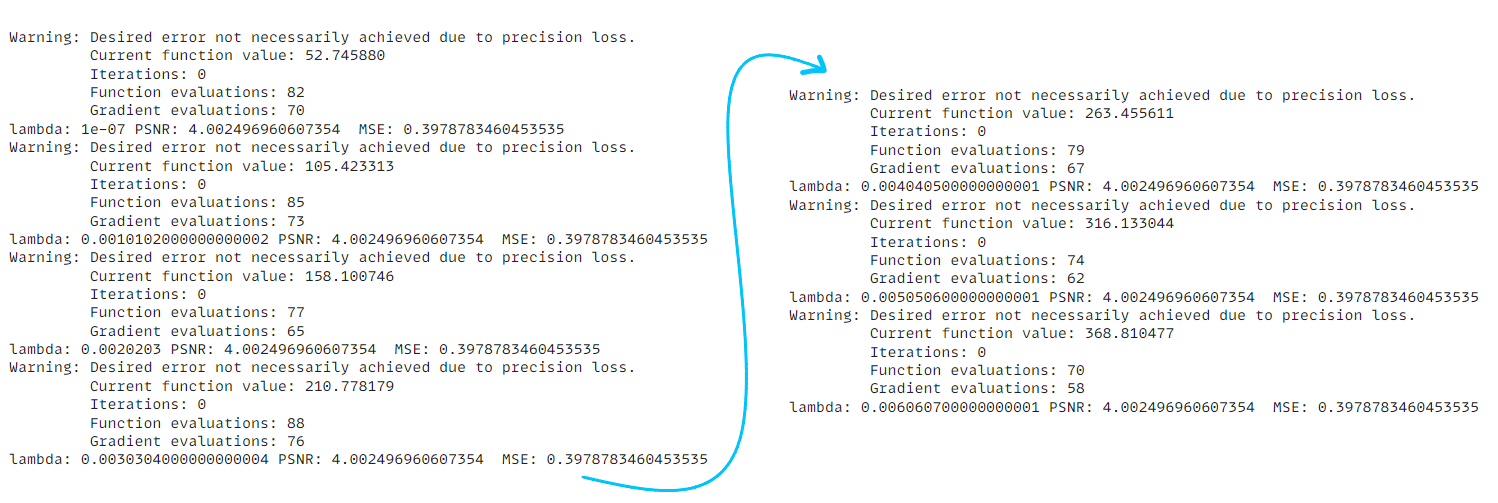 Warning: Desired error not necessarily achieved due to precision loss.
Current function value: 52.745880
Iterations: 0
Function evaluations: 82
Gradient evaluations: 70
lambda: 1e-07 PSNR: 4.002496960607354  MSE: 0.3978783460453535
Warning: Desired error not necessarily achieved due to precision loss.
Current function value: 105.423313
Iterations: 0
Function evaluations: 85
Gradient evaluations: 73
lambda: 0.0010102000000000002 PSNR: 4.002496960607354  MSE: 0.3978783460453535
Warning: Desired error not necessarily achieved due to precision loss.
Current function value: 158.100746
Iterations: 0
Function evaluations: 77
Gradient evaluations: 65
lambda: 0.0020203 PSNR: 4.002496960607354  MSE: 0.3978783460453535
Warning: Desired error not necessarily achieved due to precision loss.
Current function value: 210.778179
Iterations: 0
Function evaluations: 88
Gradient evaluations: 76
lambda: 0.0030304000000000004 PSNR: 4.002496960607354  MSE: 0.3978783460453535
Warning: Desired error not necessarily achieved due to precision loss.
Current function value: 263.455611
Iterations: 0
Function evaluations: 79
Gradient evaluations: 67
lambda: 0.004040500000000001 PSNR: 4.002496960607354  MSE: 0.3978783460453535
Warning: Desired error not necessarily achieved due to precision loss.
Current function value: 316.133044
Iterations: 0
Function evaluations: 74
Gradient evaluations: 62
lambda: 0.005050600000000001 PSNR: 4.002496960607354  MSE: 0.3978783460453535
Warning: Desired error not necessarily achieved due to precision loss.
Current function value: 368.810477
Iterations: 0
Function evaluations: 70
Gradient evaluations: 58
lambda: 0.006060700000000001 PSNR: 4.002496960607354  MSE: 0.3978783460453535